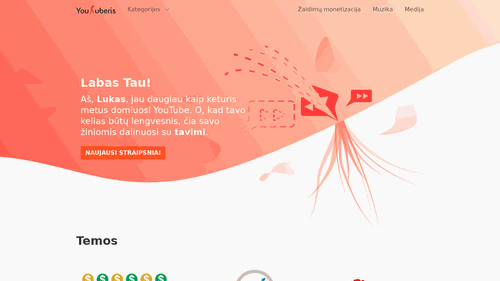 YouTuberis
Kategorijos
Žaidimų monetizacija
Muzika
Medija
Labas Tau!
Aš, Lukas, jau daugiau kaip keturis
metus domiuosi YouTube. O, kad tavo
kelias būtų lengvesnis, čia savo
žiniomis dalinuosi su tavimi.
NAUJAUSI STRAIPSNIAI
Temos